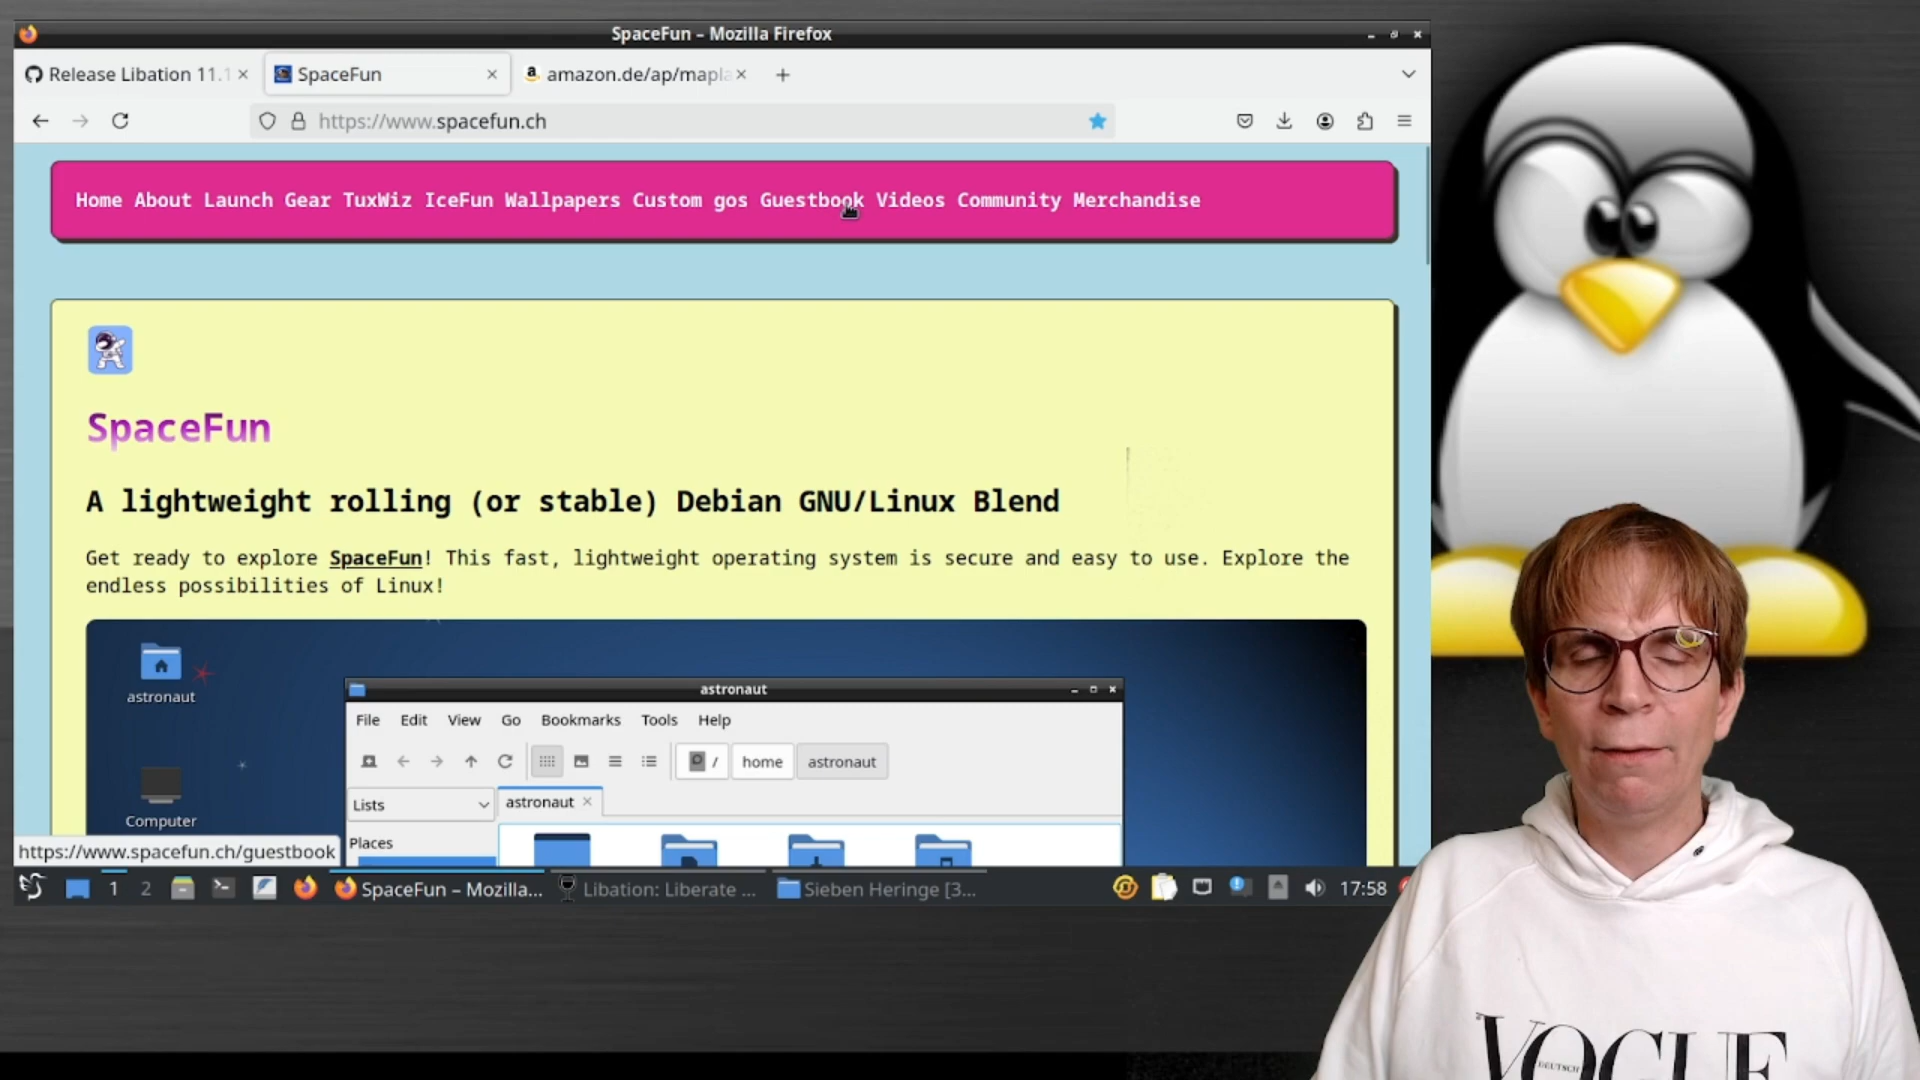 SpaceFun – Mozilla Firefox
Release Libation 11.1
SpaceFun
amazon.de/ap/mapla
https://www.spacefun.ch
Home About Launch Gear TuxWiz IceFun Wallpapers Custom gos Guestbook Videos Community Merchandise
SpaceFun
A lightweight rolling (or stable) Debian GNU/Linux Blend
Get ready to explore SpaceFun! This fast, lightweight operating system is secure and easy to use. Explore the
endless possibilities of Linux!
astronaut
Computer
astronaut
File Edit View Go Bookmarks Tools Help
/ home astronaut
Lists
astronaut
Places
https://www.spacefun.ch/guestbook
1 2 SpaceFun – Mozilla... Libation: Liberate ... Sieben Heringe [3... 17:58
VOGUE
DEUTSCH